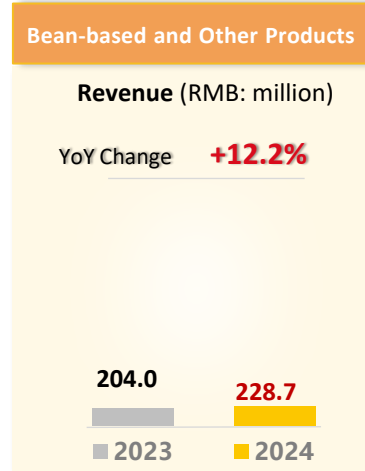 Bean-based and Other Products
Revenue (RMB: million)
YoY Change +12.2%
204.0
228.7
2023 2024